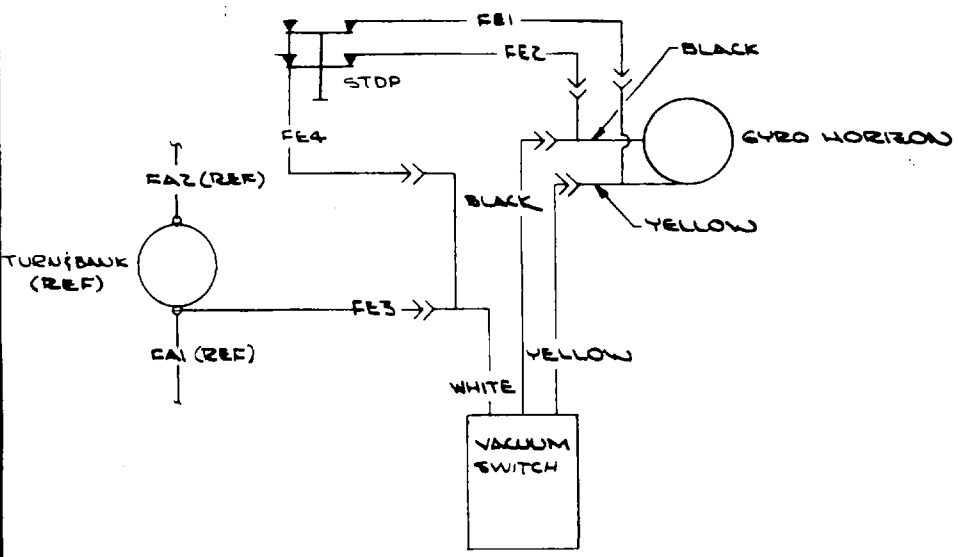 FE1
FE2
BLACK
STOP
FE4
GYRO HORIZON
FA2 (REF)
BLACK
YELLOW
TURN & BANK
(REF)
FE3
FA1 (REF)
YELLOW
WHITE
VACUUM
SWITCH